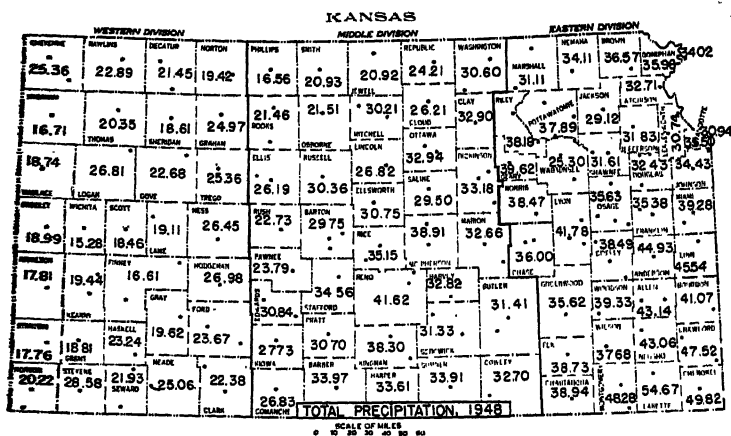 KANSAS
WESTERN DIVISION MIDDLE DIVISION EASTERN DIVISION
CHEYENNE RAWLINS DECATUR NORTON PHILLIPS SMITH REPUBLIC WASHINGTON MARSHALL NEMAHA BROWN DONIPHAN
25.36 22.89 21.45 19.42 16.56 20.93 20.92 24.21 30.60 31.11 34.11 36.57 35.98 34.02
JEWELL 32.71
ATCHISON
16.71 20.35 18.61 24.97 21.46 21.51 30.21 26.21 CLAY 32.90 RILEY POTTAWATOMIE 37.89 JACKSON 29.12
THOMAS SHERIDAN GRAHAM ROOKS OSBORNE MITCHELL CLOUD 38.18 31.83 JEFFERSON 30.74
18.74 26.81 22.68 25.36 ELLIS RUSSELL LINCOLN OTTAWA DICKINSON
26.19 30.36 26.82 32.94 33.18 WABAUNSEE 31.61 SHAWNEE 32.43 DOUGLAS 34.43 JOHNSON
WALLACE LOGAN GOVE TREGO ELLSWORTH SALINE 29.50 MORRIS
GREELEY WICHITA SCOTT NESS RUSH BARTON 30.75 MARION 38.47 LYON 35.63 OSAGE 35.38 MIAMI 39.28
18.99 15.28 18.46 19.11 26.45 22.73 29.75 38.91 32.66 41.78 FRANKLIN
LANE RICE 35.15 MC PHERSON 36.00 CHASE 38.49 COFFEY 44.93 ANDERSON LINN 45.54
17.81 19.44 FINNEY 16.61 HODGEMAN 26.98 PAWNEE 23.79 34.56 STAFFORD RENO 41.62 HARVEY 32.82 BUTLER 31.41 GREENWOOD 35.62 WOODSON 39.33 ALLEN 43.14 BOURBON 41.07
KEARNY GRAY FORD EDWARDS 30.84
17.76 18.81 GRANT HASKELL 23.24 19.62 23.67 PRATT 30.70 38.30 KINGMAN 31.33 SEDGWICK ELK 38.73 WILSON 37.68 43.06 NEOSHO CRAWFORD 47.52
27.73 KIOWA
20.22 STEVENS 28.58 21.93 SEWARD MEADE 25.06 22.38 CLARK 26.83 COMANCHE BARBER 33.97 HARPER 33.61 SUMNER 33.91 COWLEY 32.70 CHAUTAUQUA 38.94 MONTGOMERY 48.28 54.67 LABETTE CHEROKEE 49.82
TOTAL PRECIPITATION, 1948
SCALE OF MILES
0 10 20 30 40 50 60